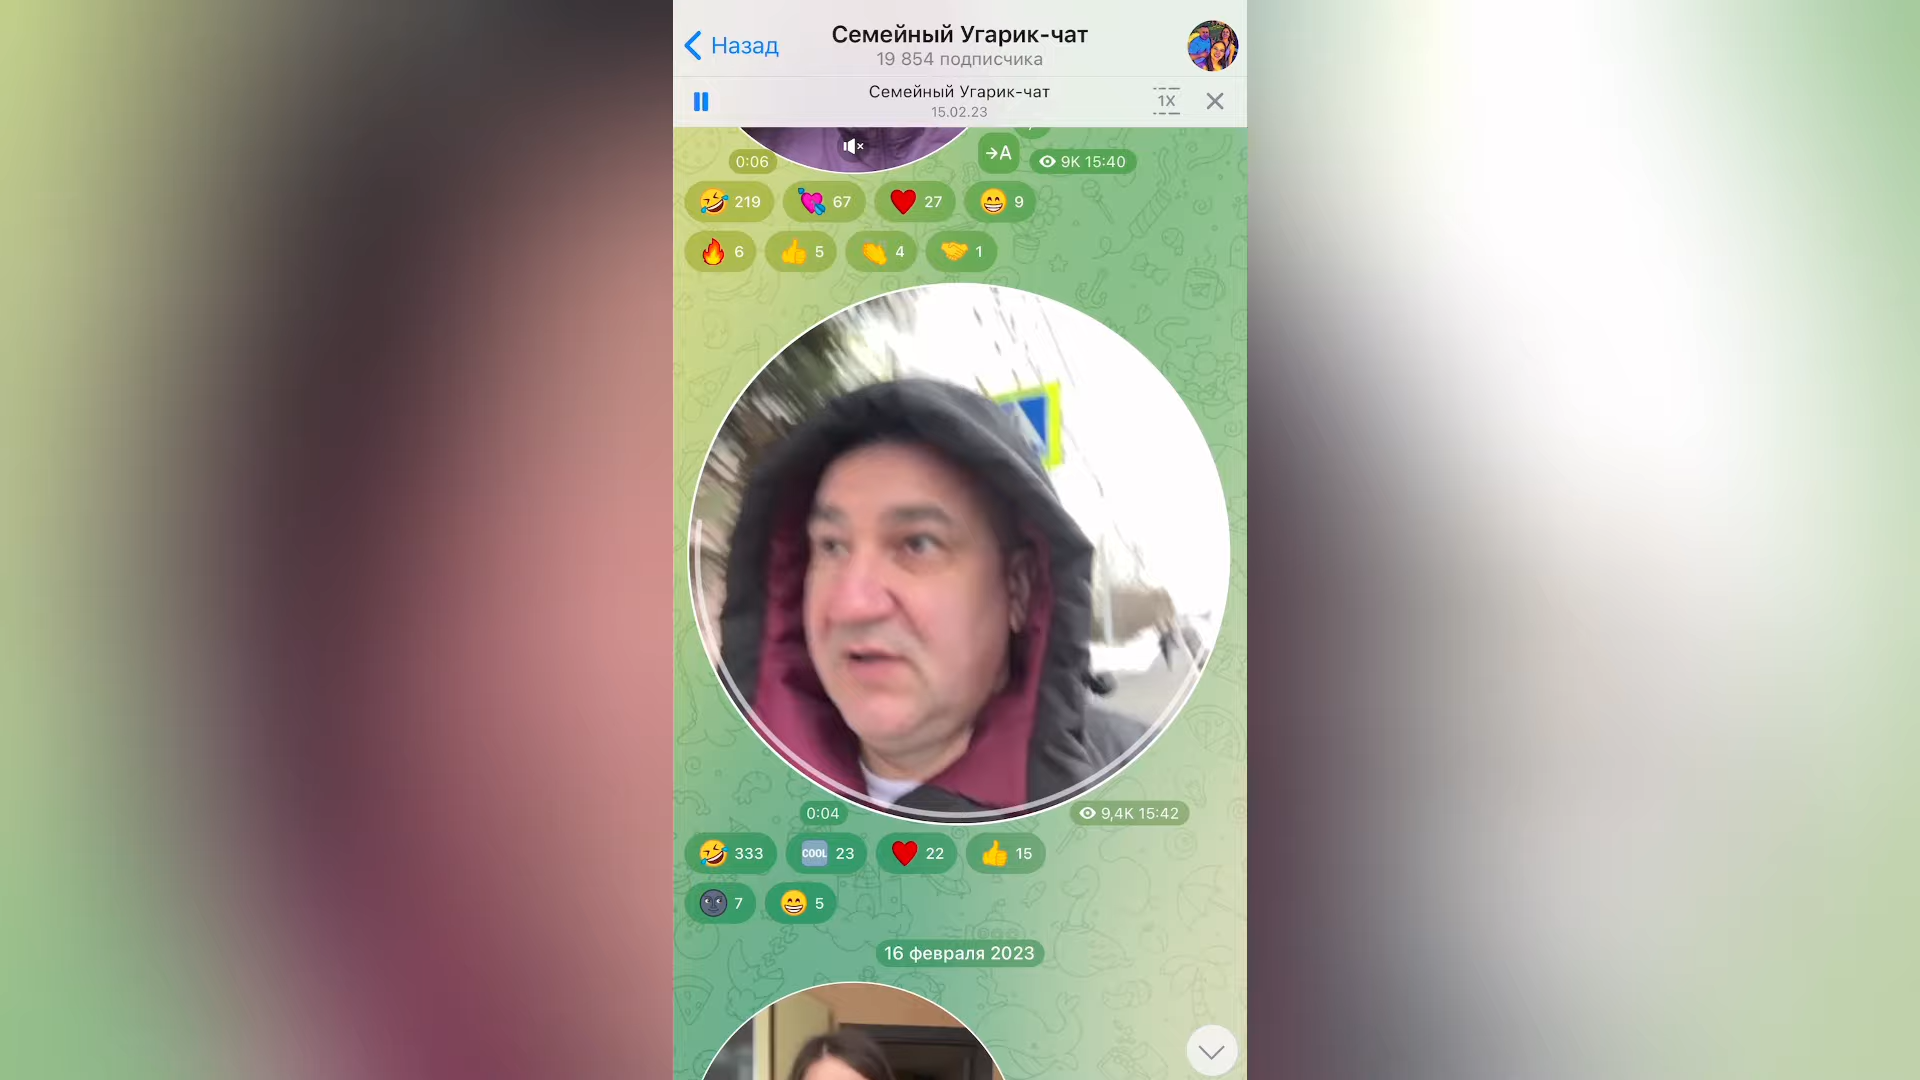 Назад
Семейный Угарик-чат
19 854 подписчика
Семейный Угарик-чат
15.02.23
1X
0:06
→A
9K 15:40
219
67
27
9
6
5
4
1
0:04
9,4K 15:42
333
COOL 23
22
15
7
5
16 февраля 2023